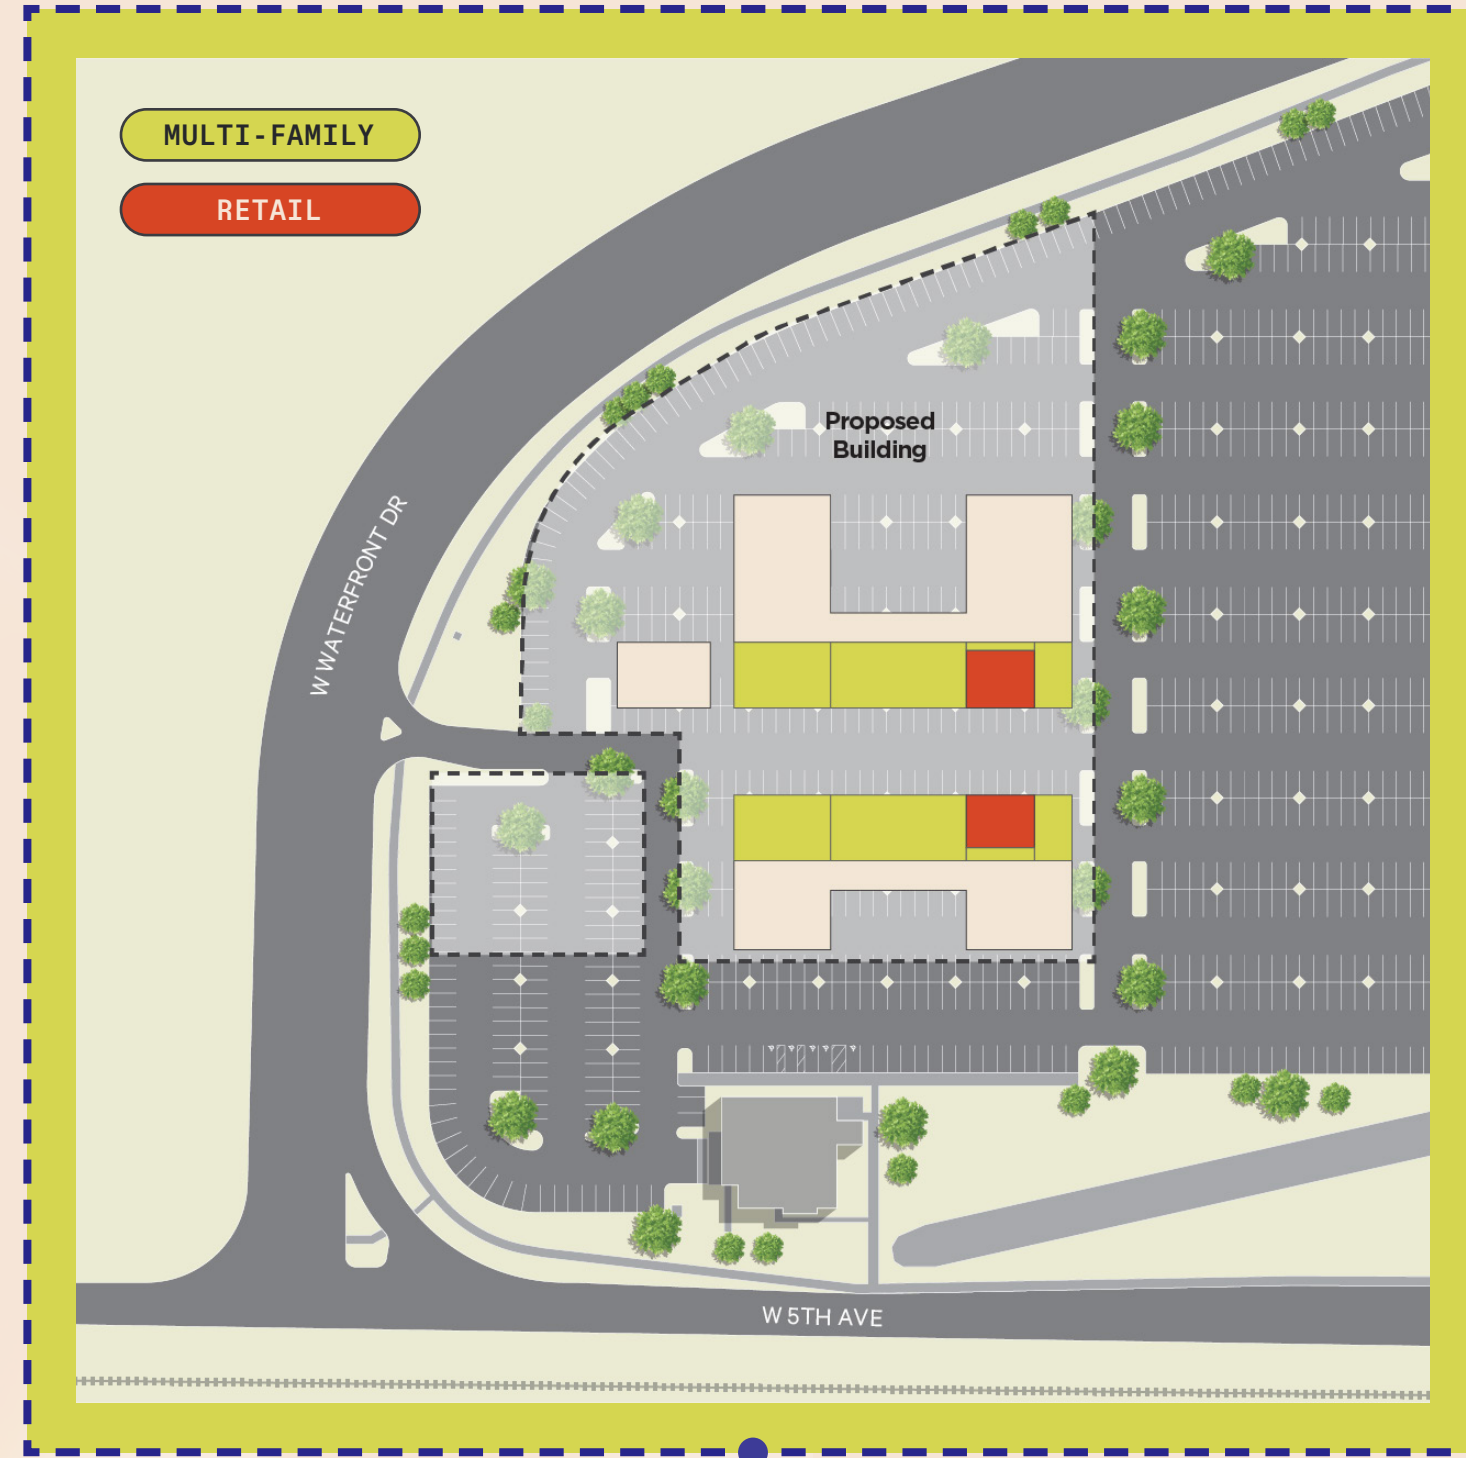 MULTI-FAMILY
RETAIL
Proposed
Building
W WATERFRONT DR
W 5TH AVE